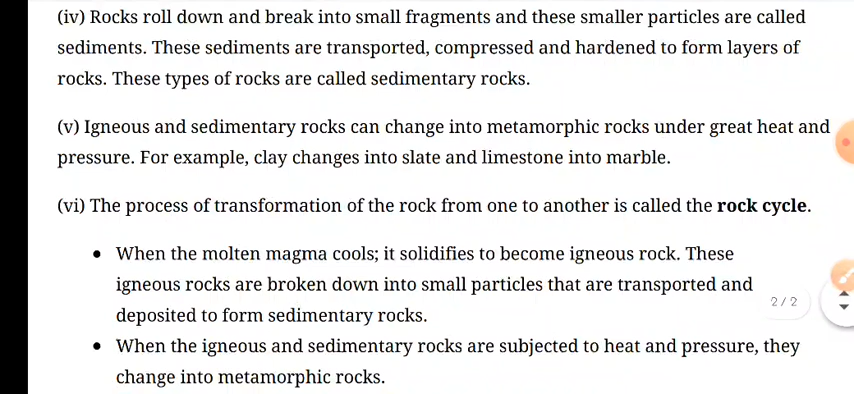 (iv) Rocks roll down and break into small fragments and these smaller particles are called
sediments. These sediments are transported, compressed and hardened to form layers of
rocks. These types of rocks are called sedimentary rocks.
(v) Igneous and sedimentary rocks can change into metamorphic rocks under great heat and
pressure. For example, clay changes into slate and limestone into marble.
(vi) The process of transformation of the rock from one to another is called the rock cycle.
• When the molten magma cools; it solidifies to become igneous rock. These
igneous rocks are broken down into small particles that are transported and
2 / 2
deposited to form sedimentary rocks.
• When the igneous and sedimentary rocks are subjected to heat and pressure, they
change into metamorphic rocks.